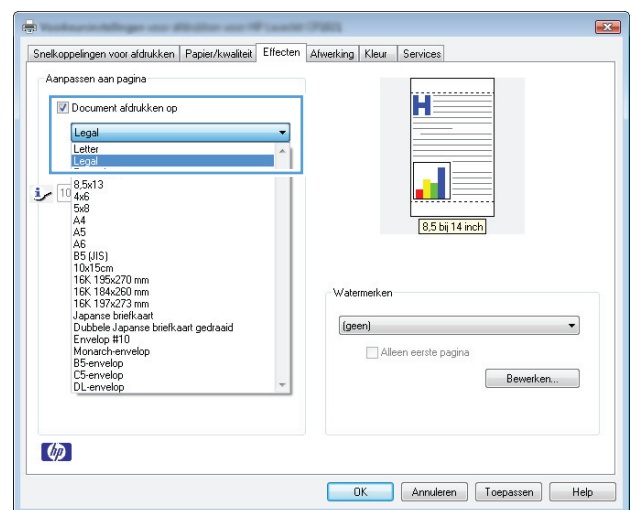 Snelkoppelingen voor afdrukken Papier/kwaliteit Effecten Afwerking Kleur Services
Aanpassen aan pagina
Document afdrukken op
Legal
Letter
Legal
10
8,5x13
4x6
5x8
A4
A5
A6
B5 (JIS)
10x15cm
16K 195x270 mm
16K 184x260 mm
16K 197x273 mm
Japanse briefkaart
Dubbele Japanse briefkaart gedraaid
Envelop #10
Monarch-envelop
B5-envelop
C5-envelop
DL-envelop
H
8,5 bij 14 inch
Watermerken
(geen)
Alleen eerste pagina
Bewerken...
hp
OK Annuleren Toepassen Help